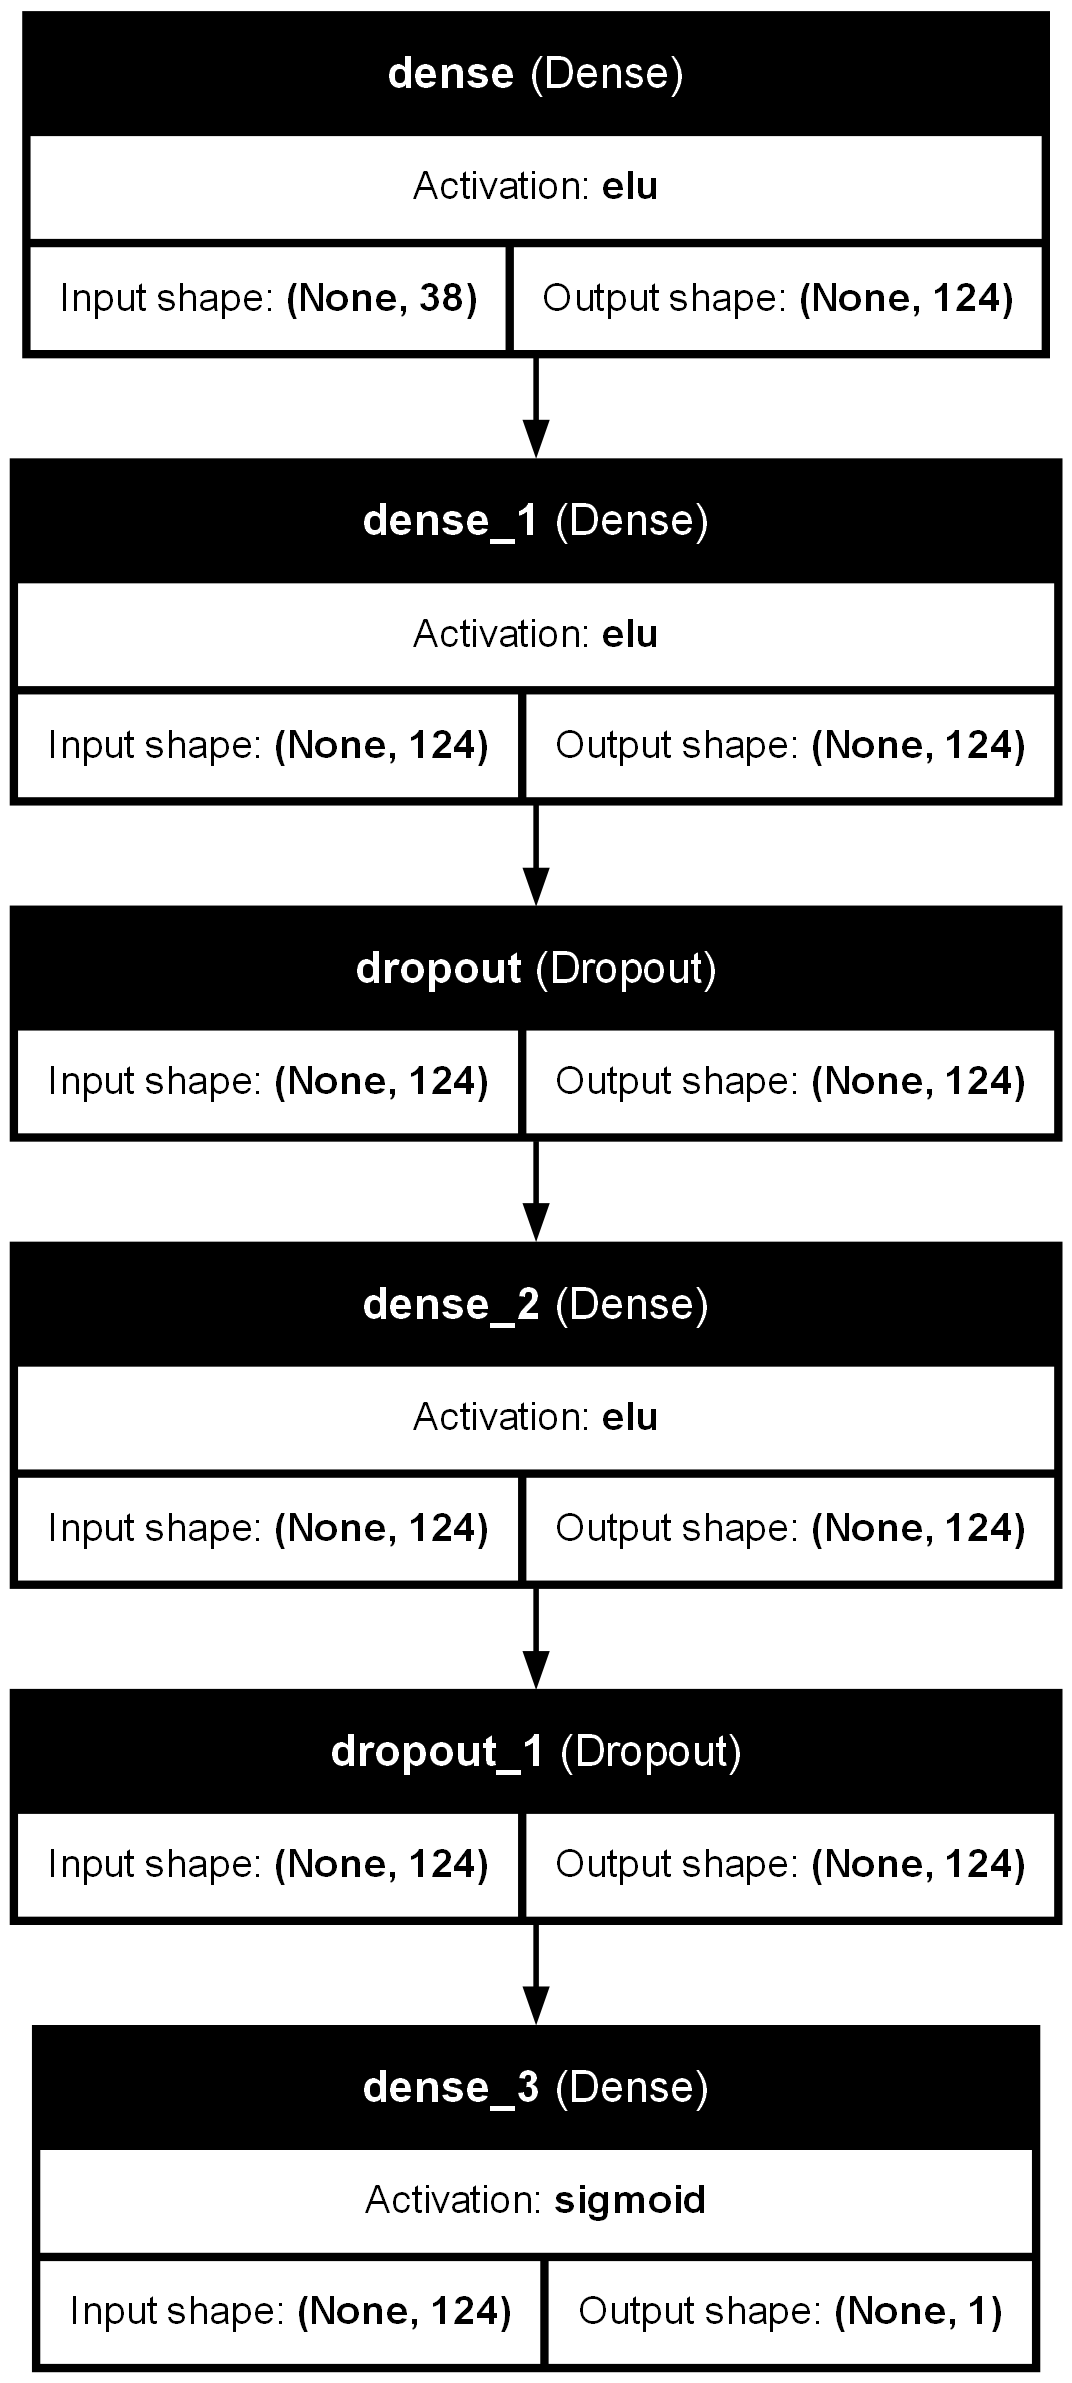 dense (Dense)
Activation: elu
Input shape: (None, 38) Output shape: (None, 124)
dense_1 (Dense)
Activation: elu
Input shape: (None, 124) Output shape: (None, 124)
dropout (Dropout)
Input shape: (None, 124) Output shape: (None, 124)
dense_2 (Dense)
Activation: elu
Input shape: (None, 124) Output shape: (None, 124)
dropout_1 (Dropout)
Input shape: (None, 124) Output shape: (None, 124)
dense_3 (Dense)
Activation: sigmoid
Input shape: (None, 124) Output shape: (None, 1)